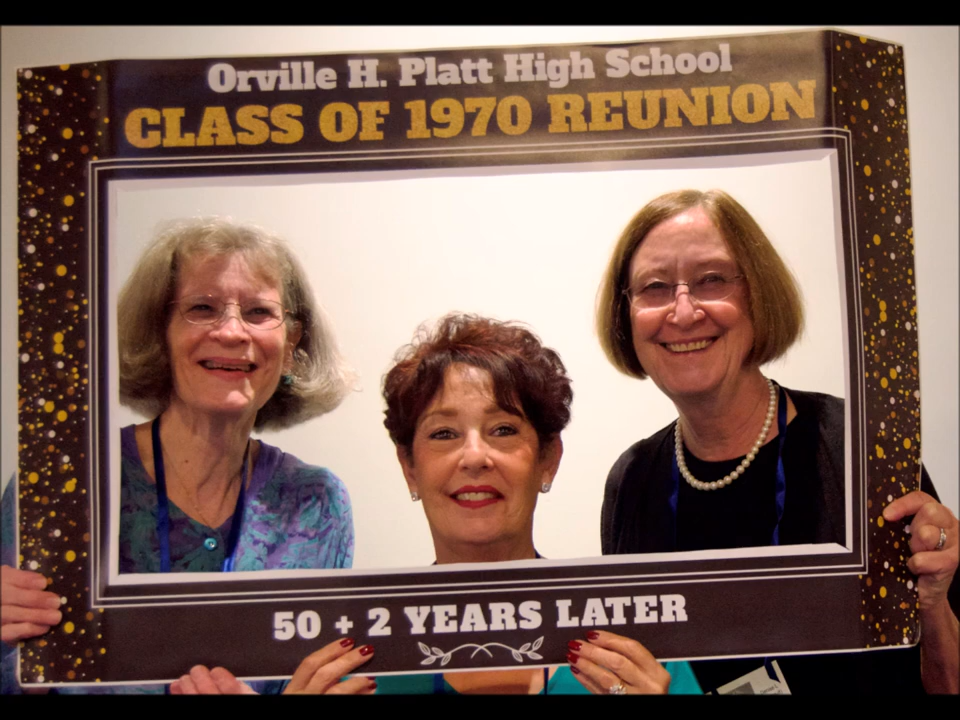 Orville H. Platt High School
CLASS OF 1970 REUNION
50 + 2 YEARS LATER